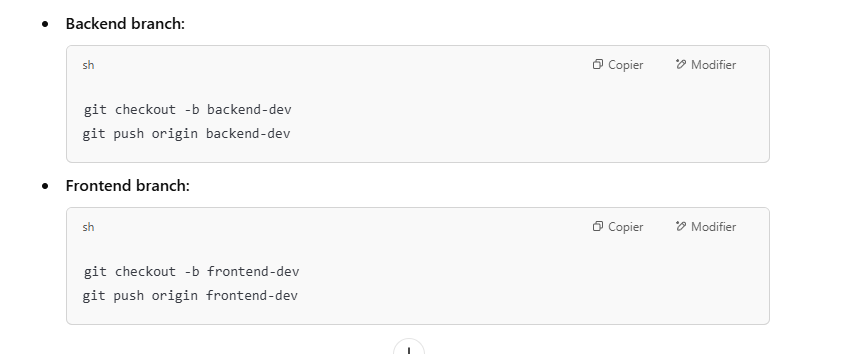 Backend branch:
sh
Copier
Modifier
git checkout -b backend-dev
git push origin backend-dev
Frontend branch:
sh
Copier
Modifier
git checkout -b frontend-dev
git push origin frontend-dev